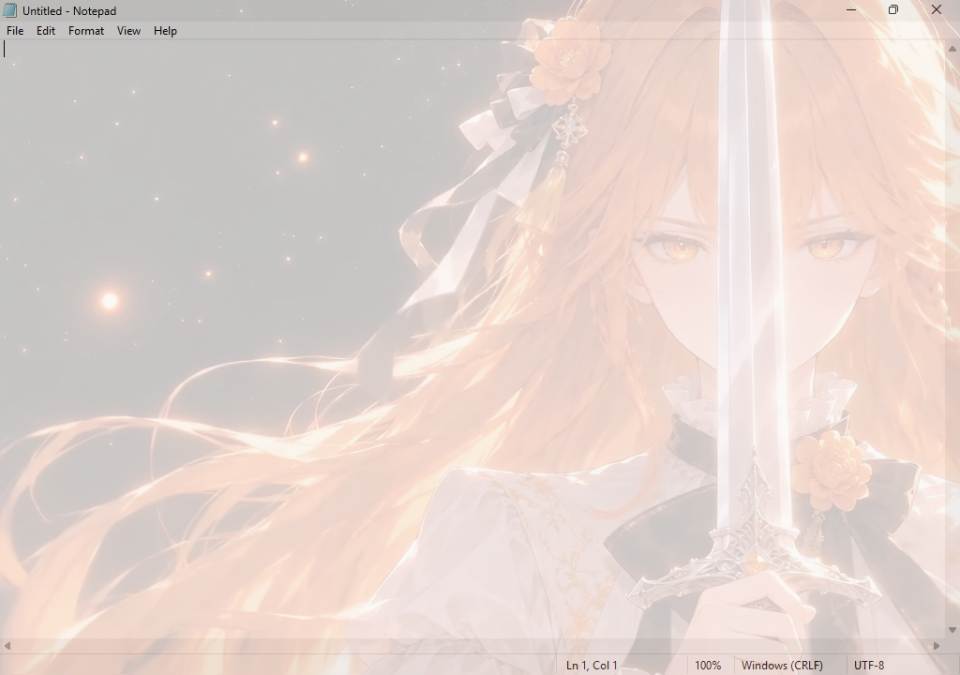 Untitled - Notepad
File Edit Format View Help
Ln 1, Col 1 100% Windows (CRLF) UTF-8